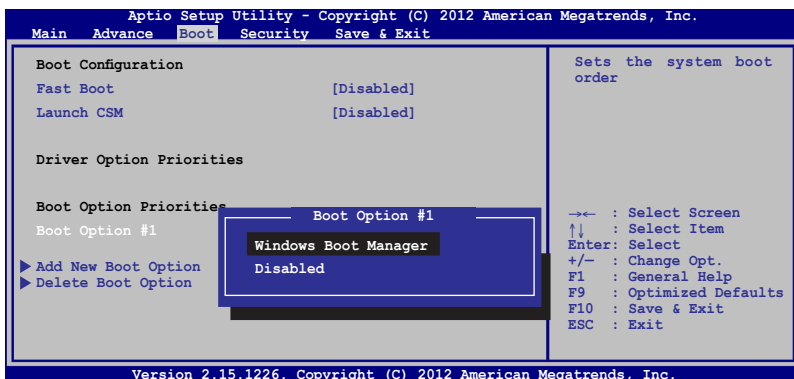 Aptio Setup Utility - Copyright (C) 2012 American Megatrends, Inc.
Main Advance Boot Security Save & Exit
Boot Configuration
Fast Boot [Disabled]
Launch CSM [Disabled]
Driver Option Priorities
Boot Option Priorities
Boot Option #1
Add New Boot Option
Delete Boot Option
Boot Option #1
Windows Boot Manager
Disabled
Sets the system boot
order
→← : Select Screen
↑↓ : Select Item
Enter: Select
+/— : Change Opt.
F1 : General Help
F9 : Optimized Defaults
F10 : Save & Exit
ESC : Exit
Version 2.15.1226. Copyright (C) 2012 American Megatrends, Inc.